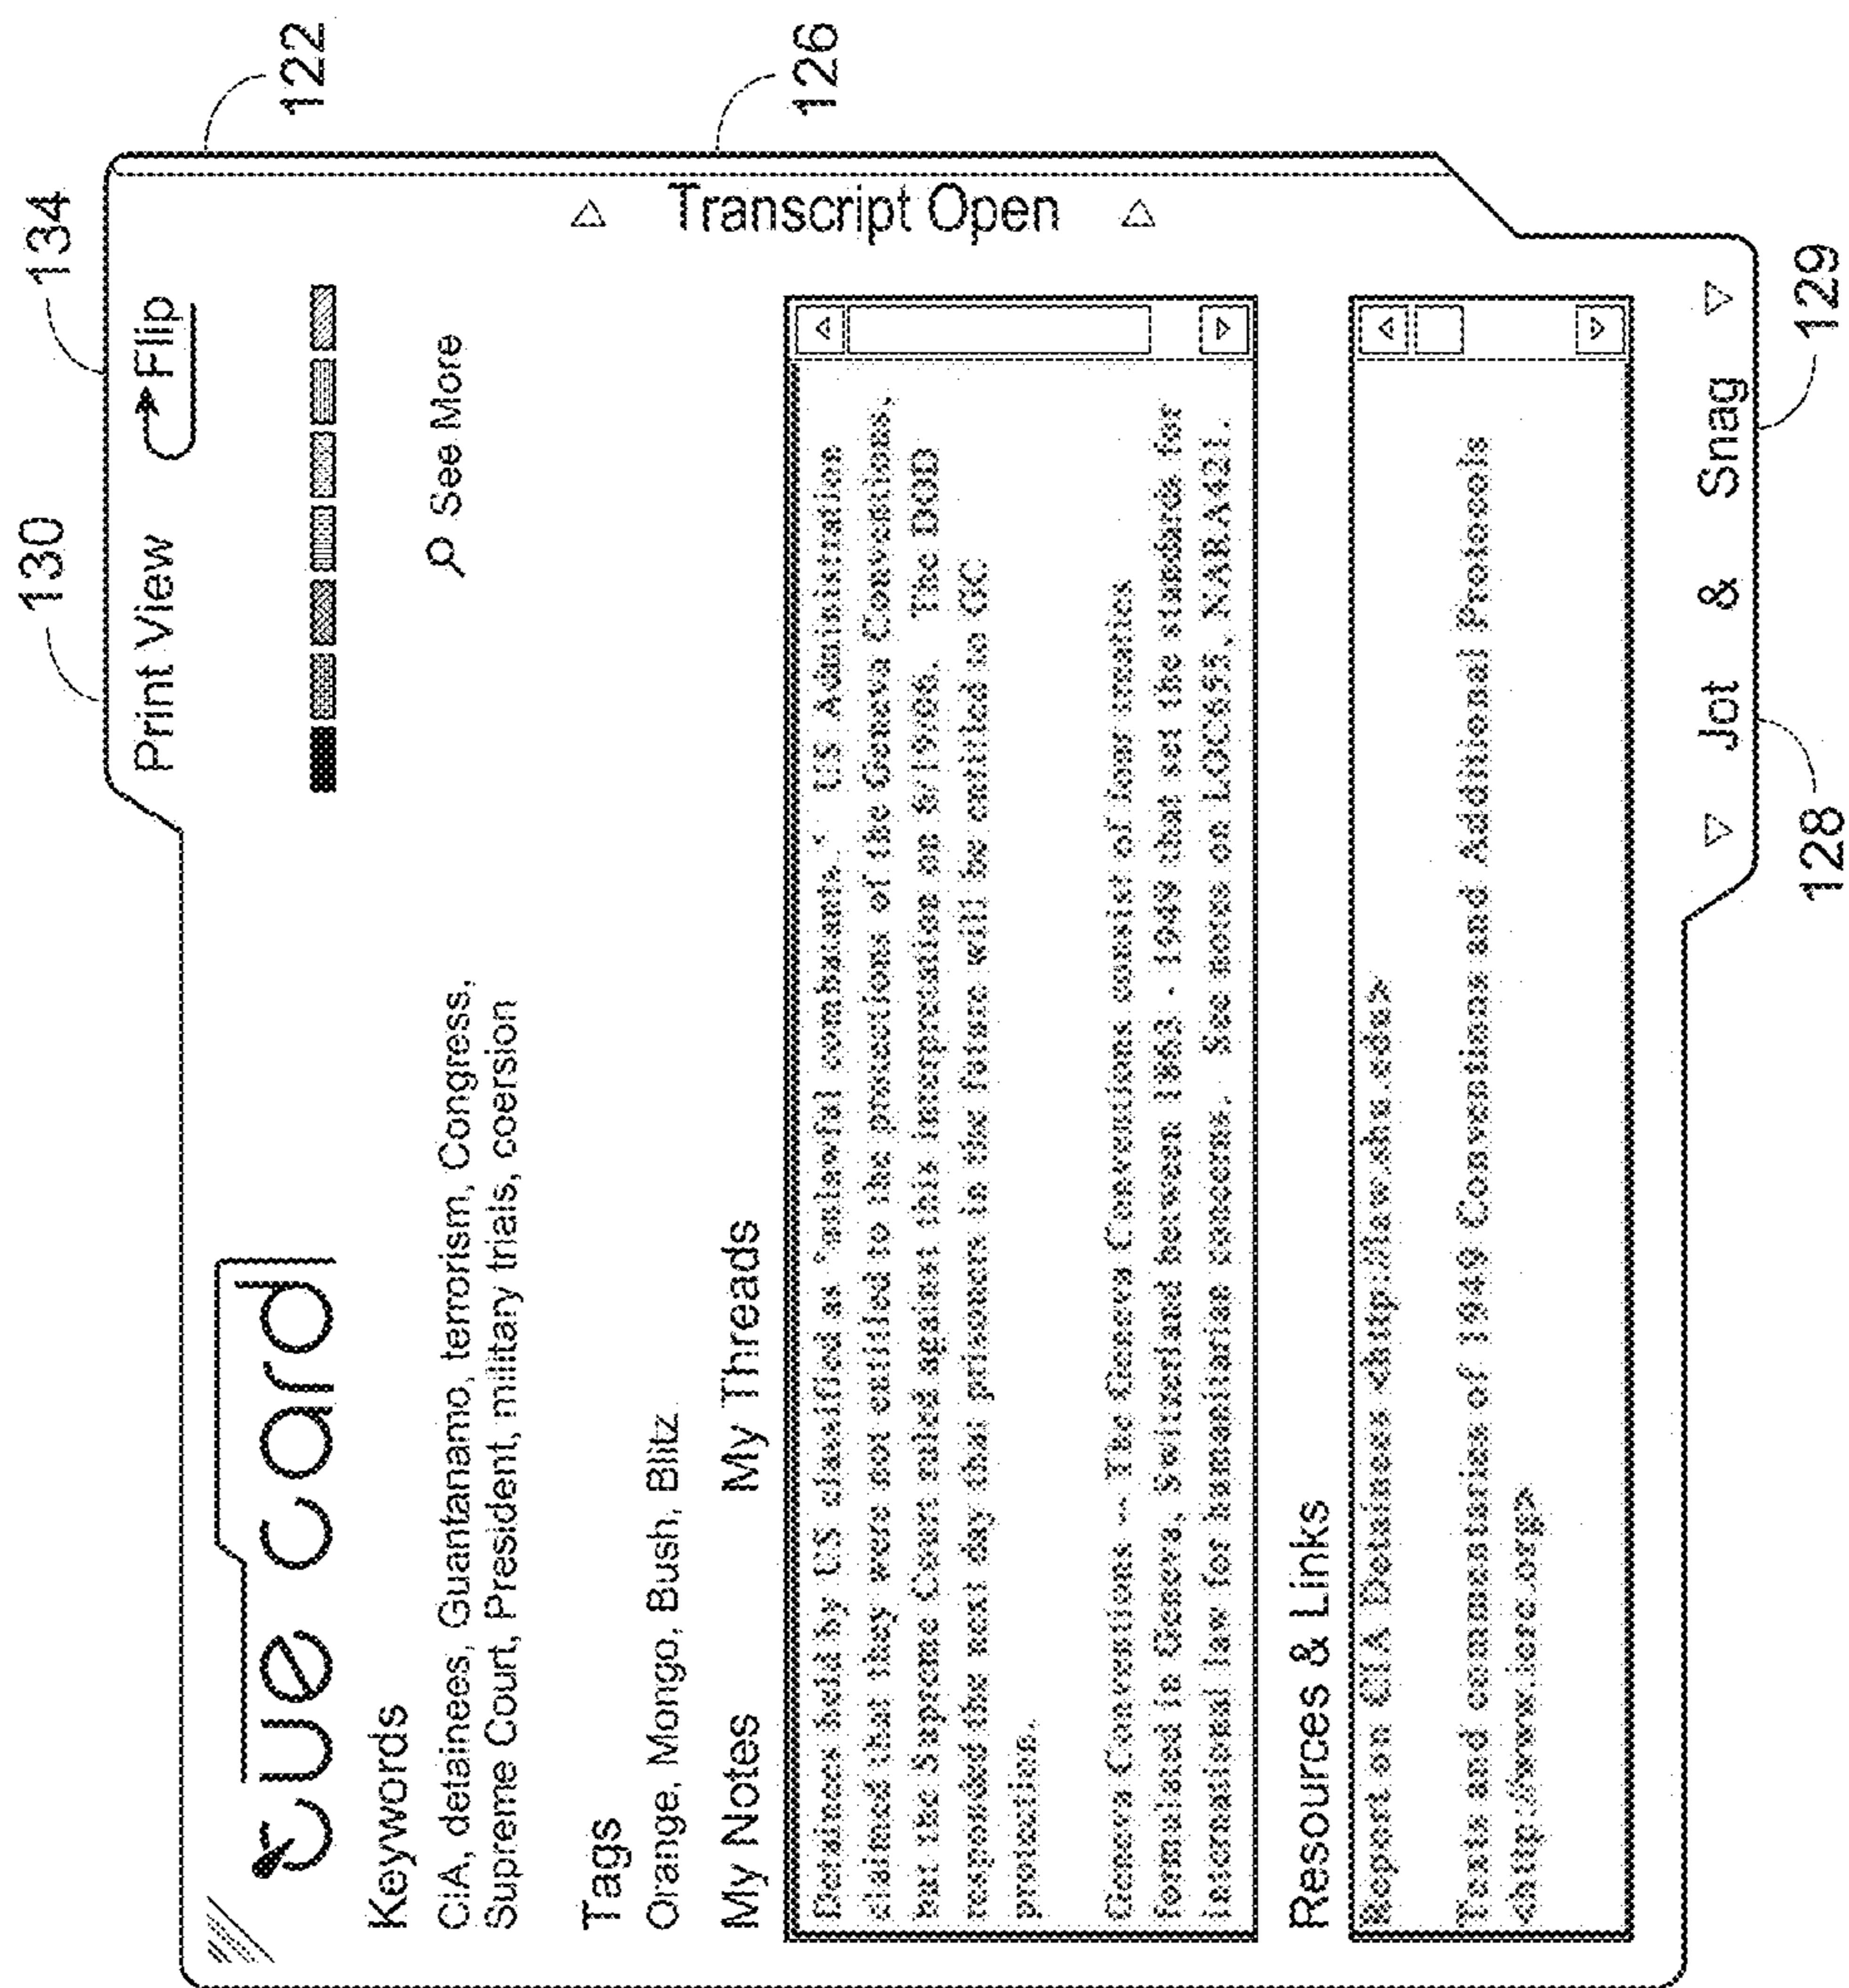 130
134
Print View
Flip
122
cue card
Keywords
CIA, detainees, Guantanamo, terrorism, Congress,
Supreme Court, President, military trials, coersion
See More
Tags
Orange, Mongo, Bush, Blitz
Transcript Open
126
My Notes My Threads
Detainees held by US classified as "unlawful combatants." US Administration
claimed that they were not entitled to the protections of the Geneva Conventions,
but the Supreme Court ruled against this interpretation on The DOD
responded the next day that prisoners in the future will be entitled to GC
protection.
Geneva Conventions -- The Geneva Conventions consist of four treaties
formulated in Geneva, Switzerland between 1863 - 1949 that set the standards for
international law for humanitarian concerns. See notes on LOC655, NARA421.
Resources & Links
Report on CIA Detainees <http://law.shu.edu>
Texts and commentaries of 1949 Conventions and Additional Protocols
Jot & Snag
128
129